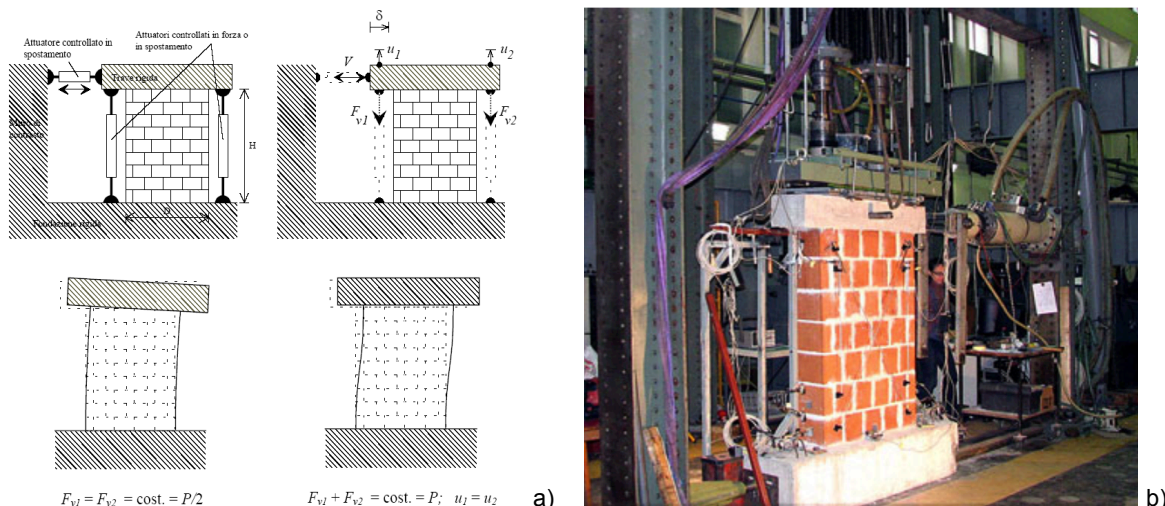 Attuatore controllato in
spostamento
Attuatori controllati in forza o
in spostamento
Trave rigida
H
B
Fondazione rigida
δ
u1
u2
V
Fv1
Fv2
Fv1 = Fv2 = cost. = P/2
Fv1 + Fv2 = cost. = P; u1 = u2
a)
b)